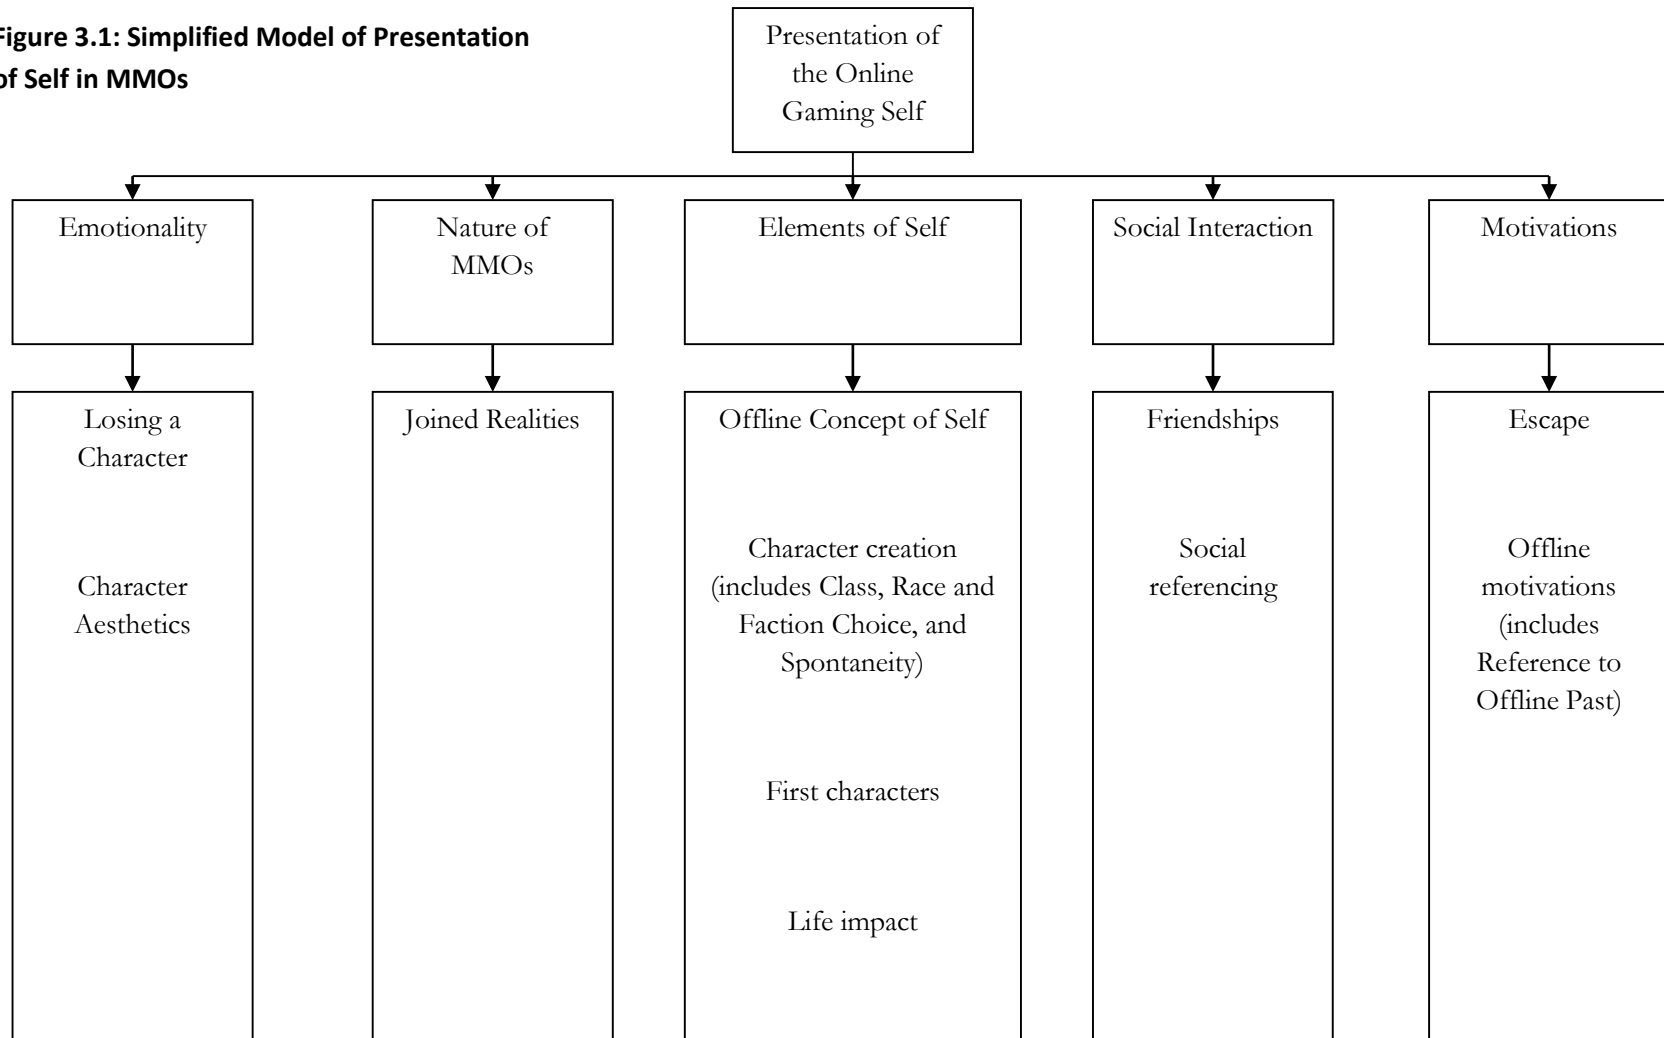 Figure 3.1: Simplified Model of Presentation
of Self in MMOs
Presentation of
the Online
Gaming Self
Emotionality
Nature of
MMOs
Elements of Self
Social Interaction
Motivations
Losing a
Character
Character
Aesthetics
Joined Realities
Offline Concept of Self
Character creation
(includes Class, Race and
Faction Choice, and
Spontaneity)
First characters
Life impact
Friendships
Social
referencing
Escape
Offline
motivations
(includes
Reference to
Offline Past)